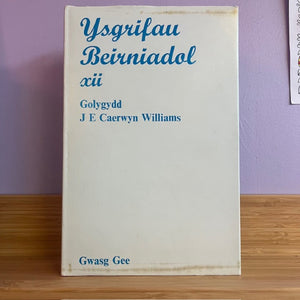 Ysgrifau
Beirniadol
xii
Golygydd
J E Caerwyn Williams
Gwasg Gee